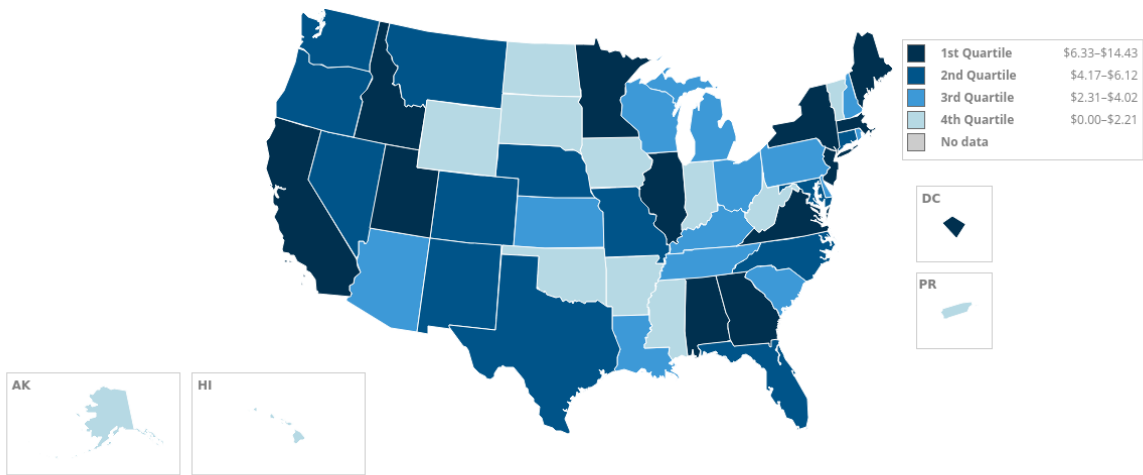 1st Quartile $6.33–$14.43
2nd Quartile $4.17–$6.12
3rd Quartile $2.31–$4.02
4th Quartile $0.00–$2.21
No data
DC
PR
AK
HI